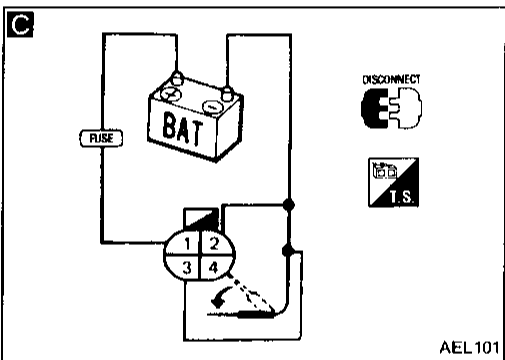 C
DISCONNECT
FUSE
+ −
BAT
T.S.
1 2
3 4
AEL101